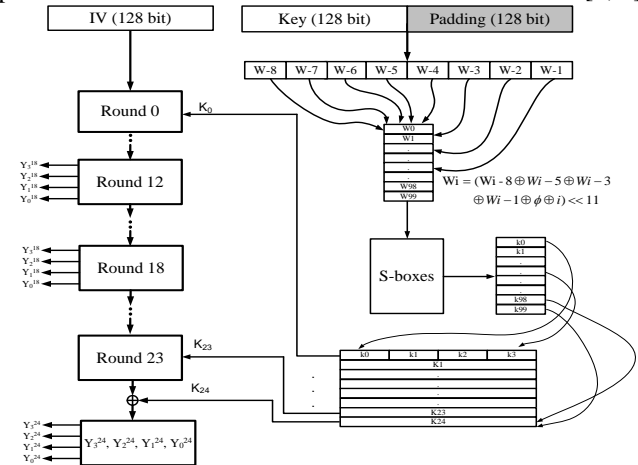 IV (128 bit)
Key (128 bit) Padding (128 bit)
W-8 W-7 W-6 W-5 W-4 W-3 W-2 W-1
Round 0
K0
W0
W1
.
.
.
.
W98
W99
Wi = (Wi - 8 ⊕ Wi − 5 ⊕ Wi − 3
⊕ Wi − 1 ⊕ ϕ ⊕ i) << 11
Round 12
Y3^18
Y2^18
Y1^18
Y0^18
Round 18
Y3^18
Y2^18
Y1^18
Y0^18
S-boxes
k0
k1
.
.
.
.
k98
k99
Round 23
K23
K24
k0 k1 k2 k3
K1
.
.
.
.
K23
K24
Y3^24
Y2^24
Y1^24
Y0^24
Y3^24, Y2^24, Y1^24, Y0^24